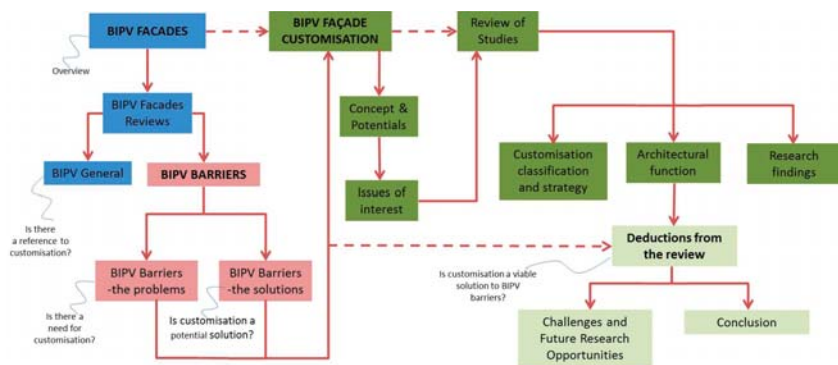 BIPV FACADES
BIPV FAÇADE
CUSTOMISATION
Review of
Studies
Overview
BIPV Facades
Reviews
Concept &
Potentials
BIPV General
BIPV BARRIERS
Issues of
interest
Customisation
classification
and strategy
Architectural
function
Research
findings
Is there
a reference to
customisation?
BIPV Barriers
-the problems
BIPV Barriers
-the solutions
Deductions from
the review
Is customisation a viable
solution to BIPV
barriers?
Is there a
need for
customisation?
Is customisation a
potential solution?
Challenges and
Future Research
Opportunities
Conclusion